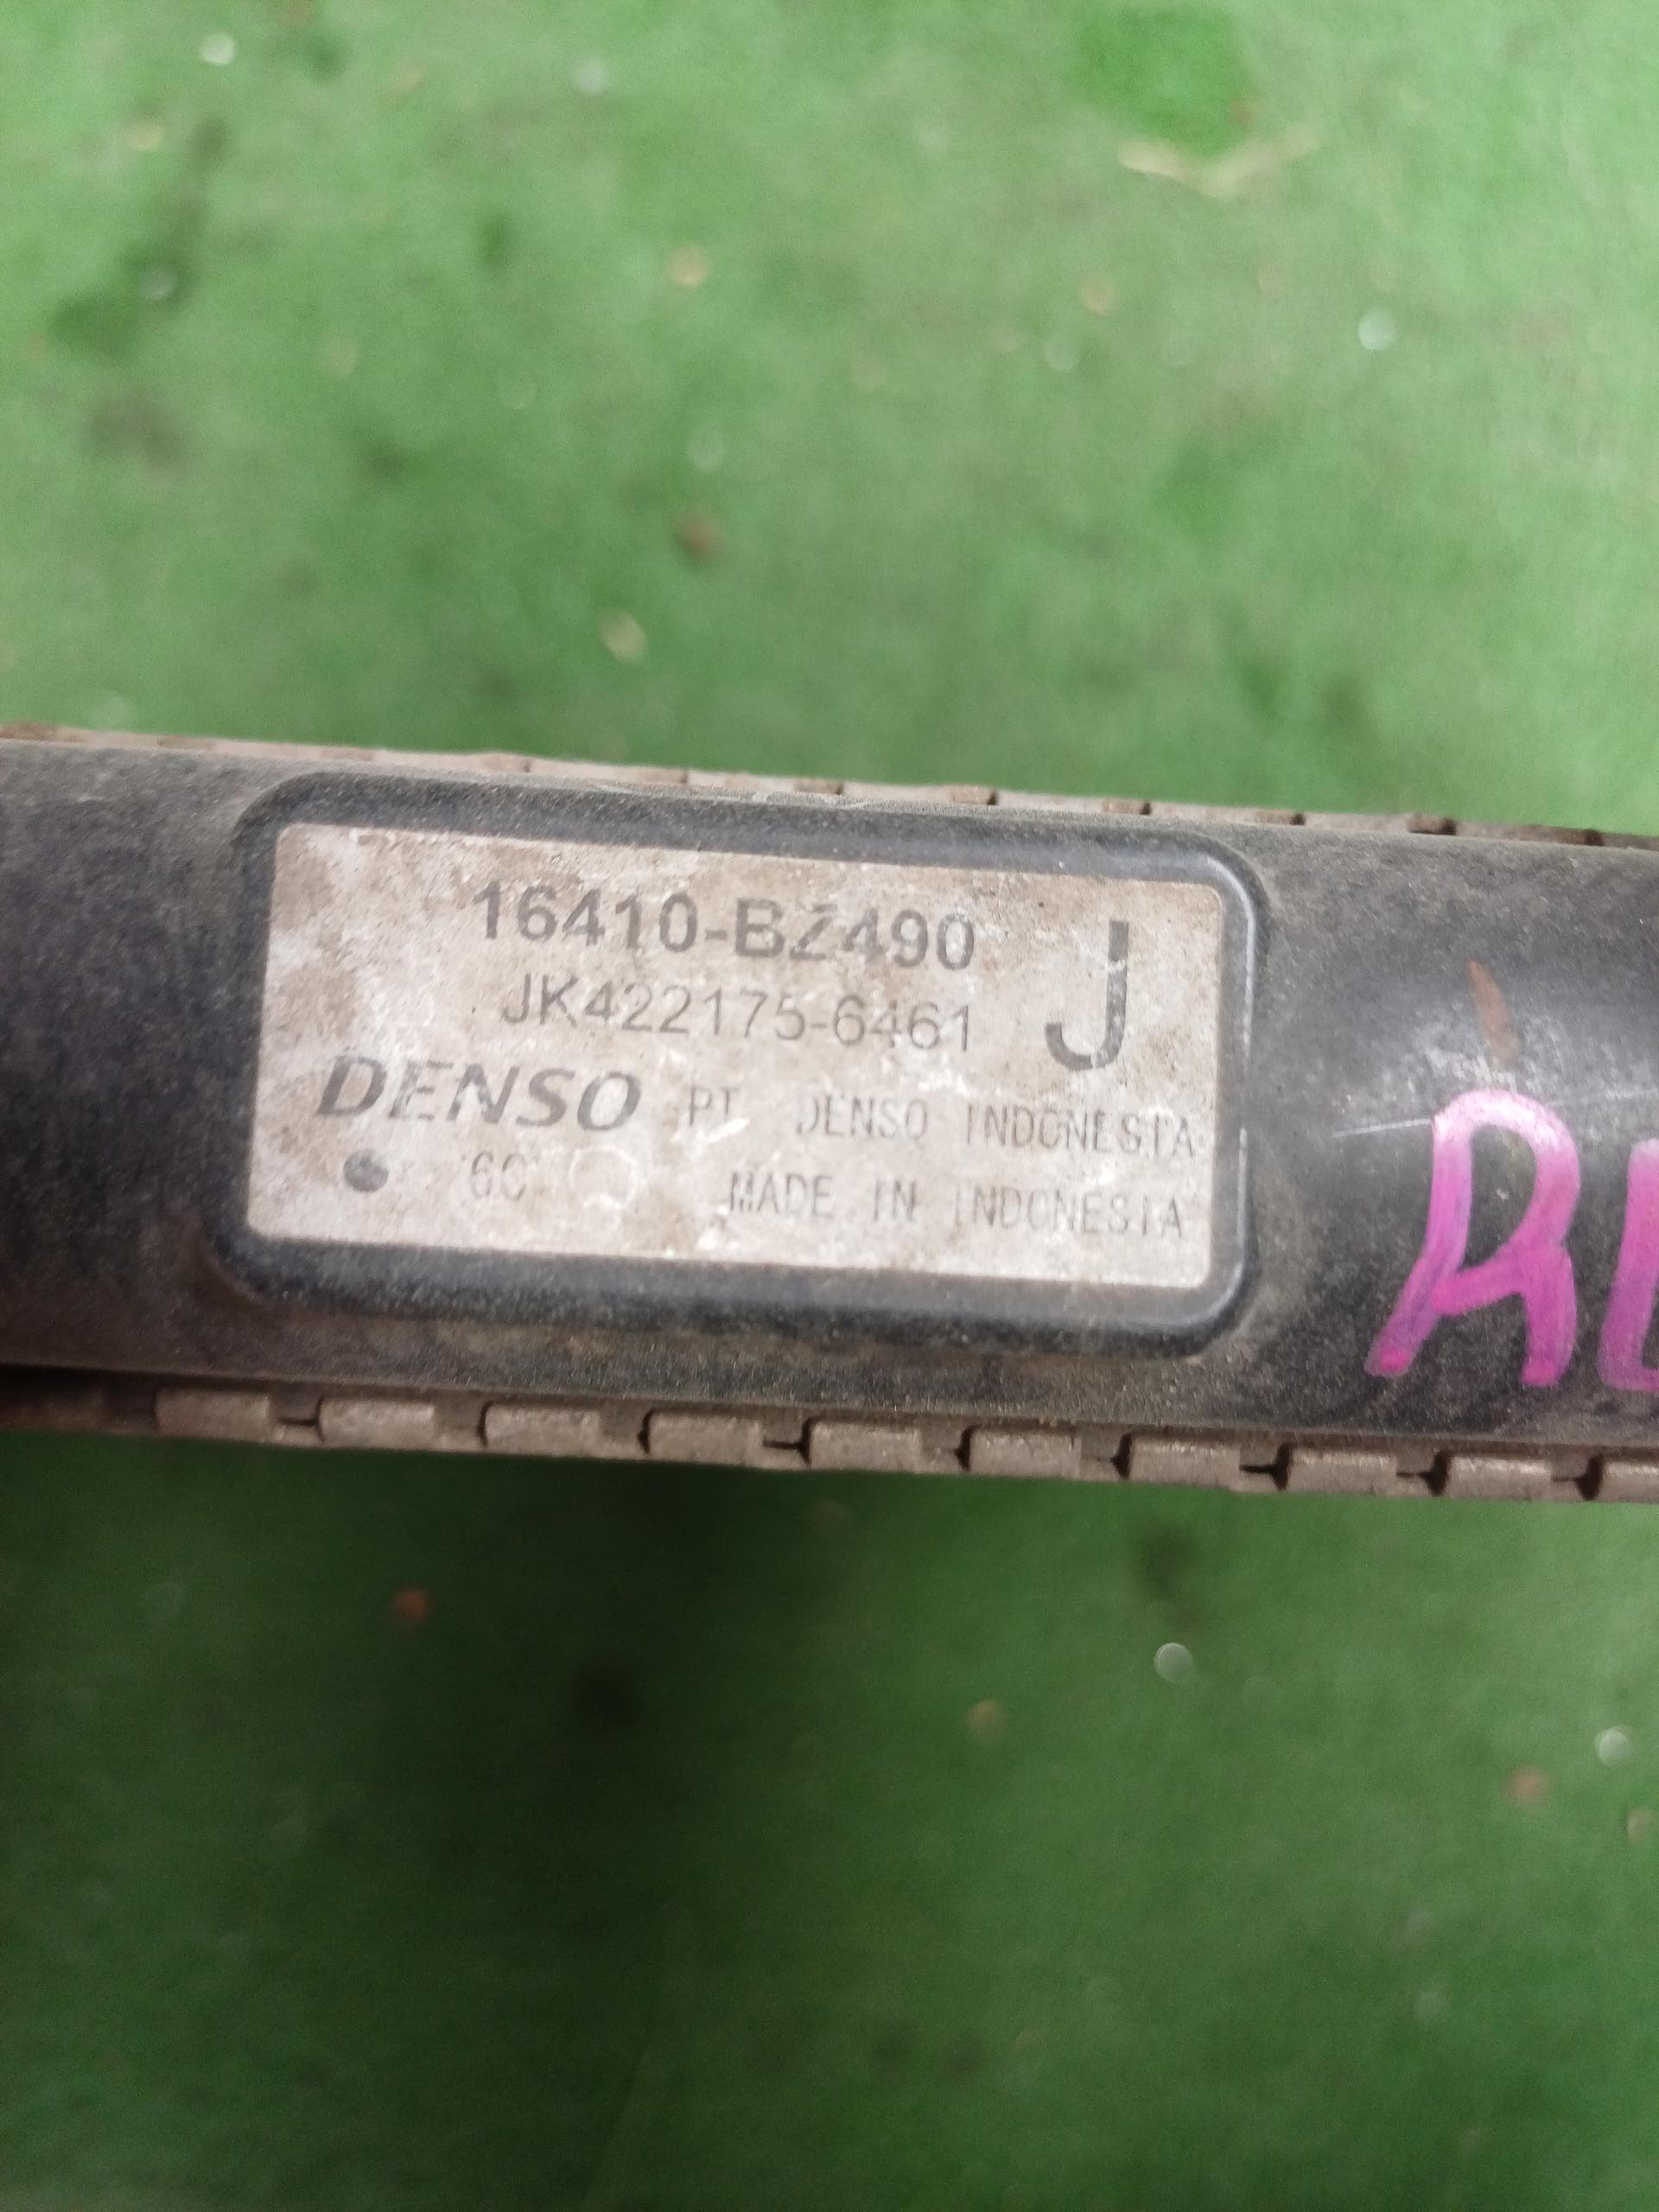 16410-BZ490
JK422175-6461
J
DENSO PT DENSO INDONESIA
6C
MADE IN INDONESIA